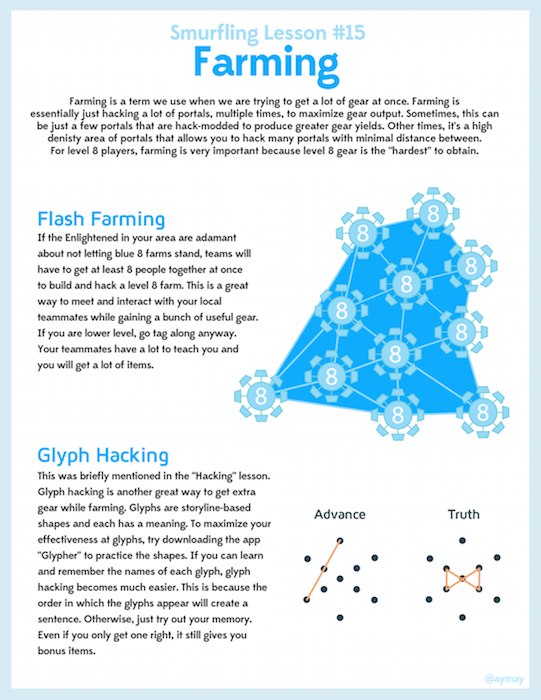 Smurfling Lesson #15
Farming
Farming is a term we use when we are trying to get a lot of gear at once. Farming is
essentially just hacking a lot of portals, multiple times, to maximize gear output. Sometimes, this can
be just a few portals that are hack-modded to produce greater gear yields. Other times, it's a high
denisty area of portals that allows you to hack many portals with minimal distance between.
For level 8 players, farming is very important because level 8 gear is the "hardest" to obtain.
Flash Farming
If the Enlightened in your area are adamant
about not letting blue 8 farms stand, teams will
have to get at least 8 people together at once
to build and hack a level 8 farm. This is a great
way to meet and interact with your local
teammates while gaining a bunch of useful gear.
If you are lower level, go tag along anyway.
Your teammates have a lot to teach you and
you will get a lot of items.
8
8
8
8
8
8
8
8
8
8
8
Glyph Hacking
This was briefly mentioned in the "Hacking" lesson.
Glyph hacking is another great way to get extra
gear while farming. Glyphs are storyline-based
shapes and each has a meaning. To maximize your
effectiveness at glyphs, try downloading the app
"Glypher" to practice the shapes. If you can learn
and remember the names of each glyph, glyph
hacking becomes much easier. This is because the
order in which the glyphs appear will create a
sentence. Otherwise, just try out your memory.
Even if you only get one right, it still gives you
bonus items.
Advance
Truth
@aymay